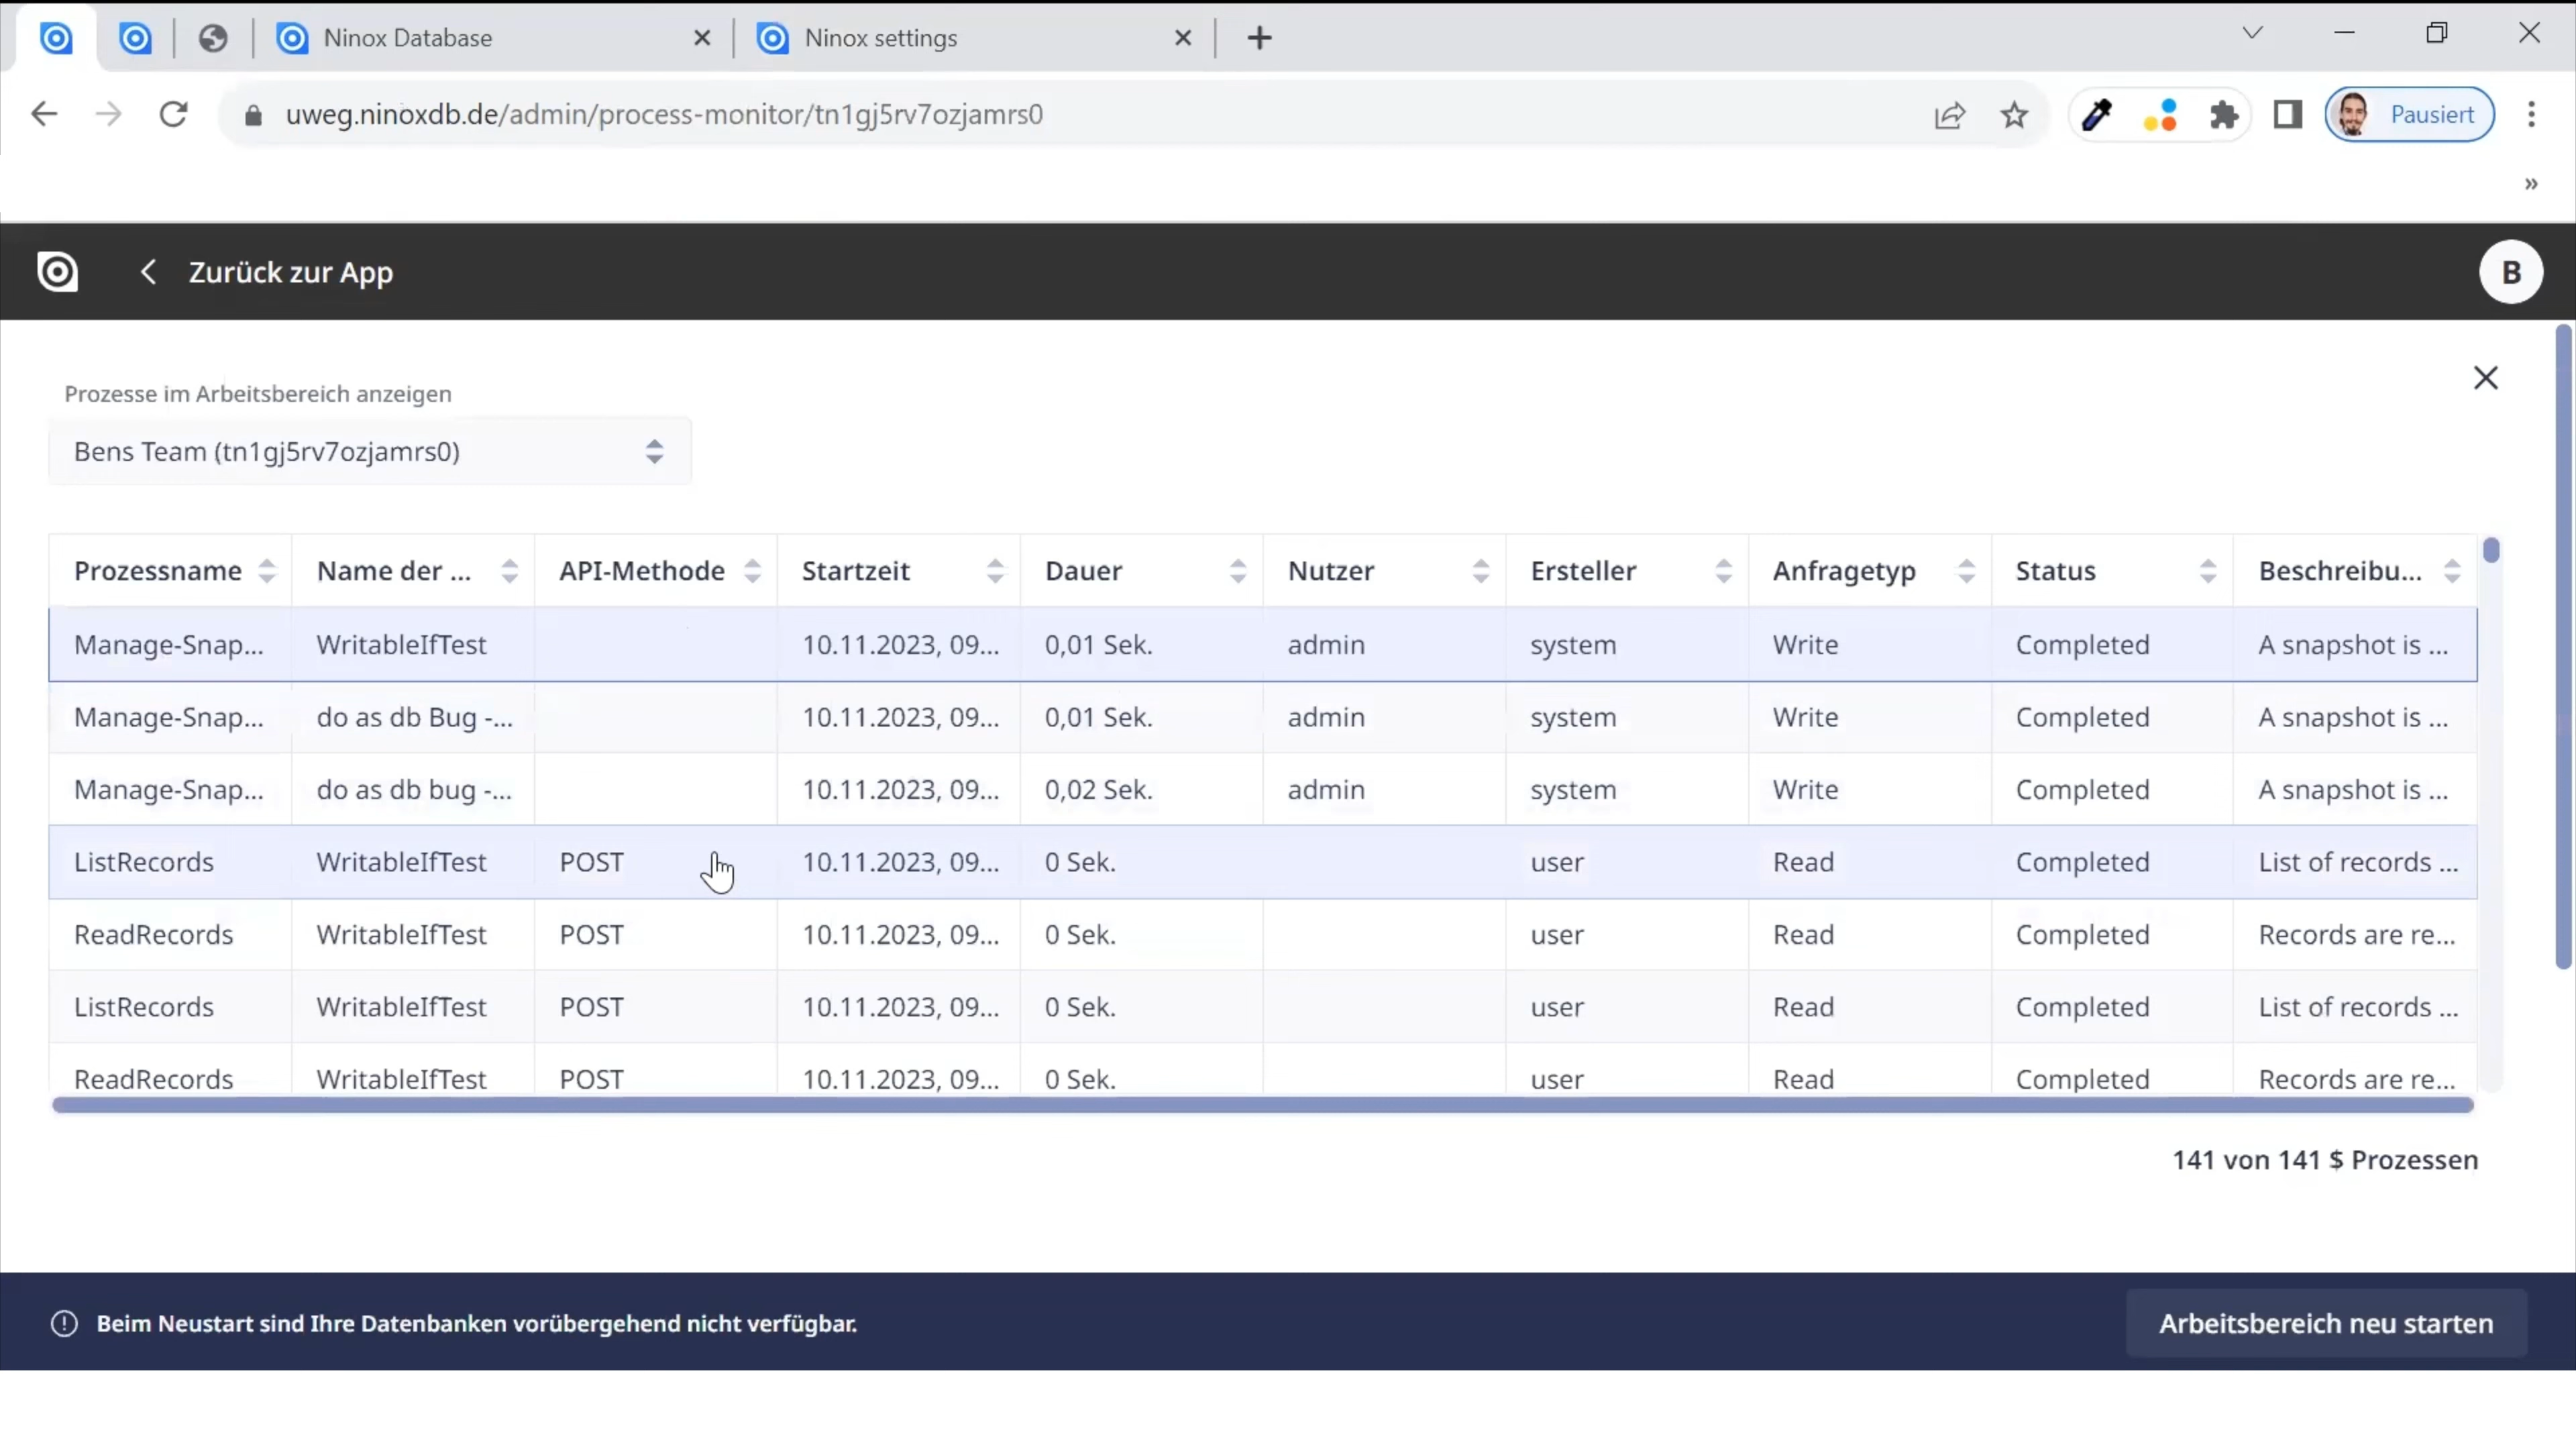 Ninox Database
Ninox settings
uweg.ninoxdb.de/admin/process-monitor/tn1gj5rv7ozjamrs0
Pausiert
»
Zurück zur App
B
Prozesse im Arbeitsbereich anzeigen
Bens Team (tn1gj5rv7ozjamrs0)
Prozessname Name der ... API-Methode Startzeit Dauer Nutzer Ersteller Anfragetyp Status Beschreibu...
Manage-Snap... WritableIfTest 10.11.2023, 09... 0,01 Sek. admin system Write Completed A snapshot is ...
Manage-Snap... do as db Bug -... 10.11.2023, 09... 0,01 Sek. admin system Write Completed A snapshot is ...
Manage-Snap... do as db bug -... 10.11.2023, 09... 0,02 Sek. admin system Write Completed A snapshot is ...
ListRecords WritableIfTest POST 10.11.2023, 09... 0 Sek. user Read Completed List of records ...
ReadRecords WritableIfTest POST 10.11.2023, 09... 0 Sek. user Read Completed Records are re...
ListRecords WritableIfTest POST 10.11.2023, 09... 0 Sek. user Read Completed List of records ...
ReadRecords WritableIfTest POST 10.11.2023, 09... 0 Sek. user Read Completed Records are re...
141 von 141 $ Prozessen
Beim Neustart sind Ihre Datenbanken vorübergehend nicht verfügbar.
Arbeitsbereich neu starten